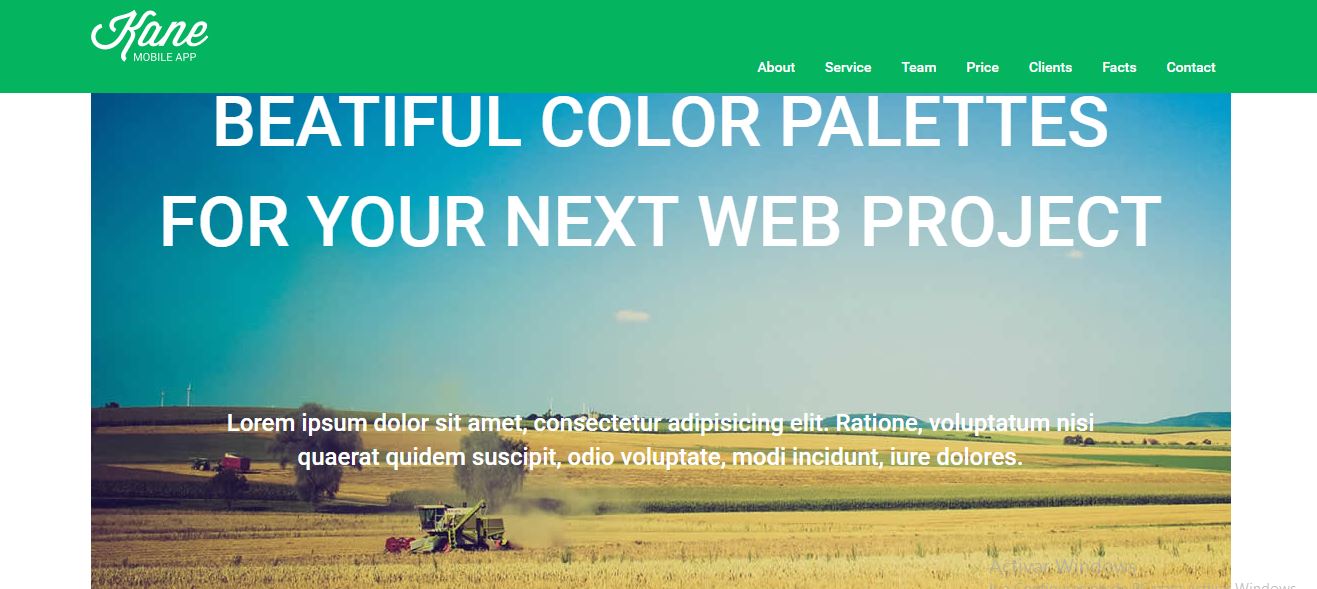 Kane
MOBILE APP
About Service Team Price Clients Facts Contact
BEATIFUL COLOR PALETTES
FOR YOUR NEXT WEB PROJECT
Lorem ipsum dolor sit amet, consectetur adipisicing elit. Ratione, voluptatum nisi
quaerat quidem suscipit, odio voluptate, modi incidunt, iure dolores.
Activar Windows
Windows.